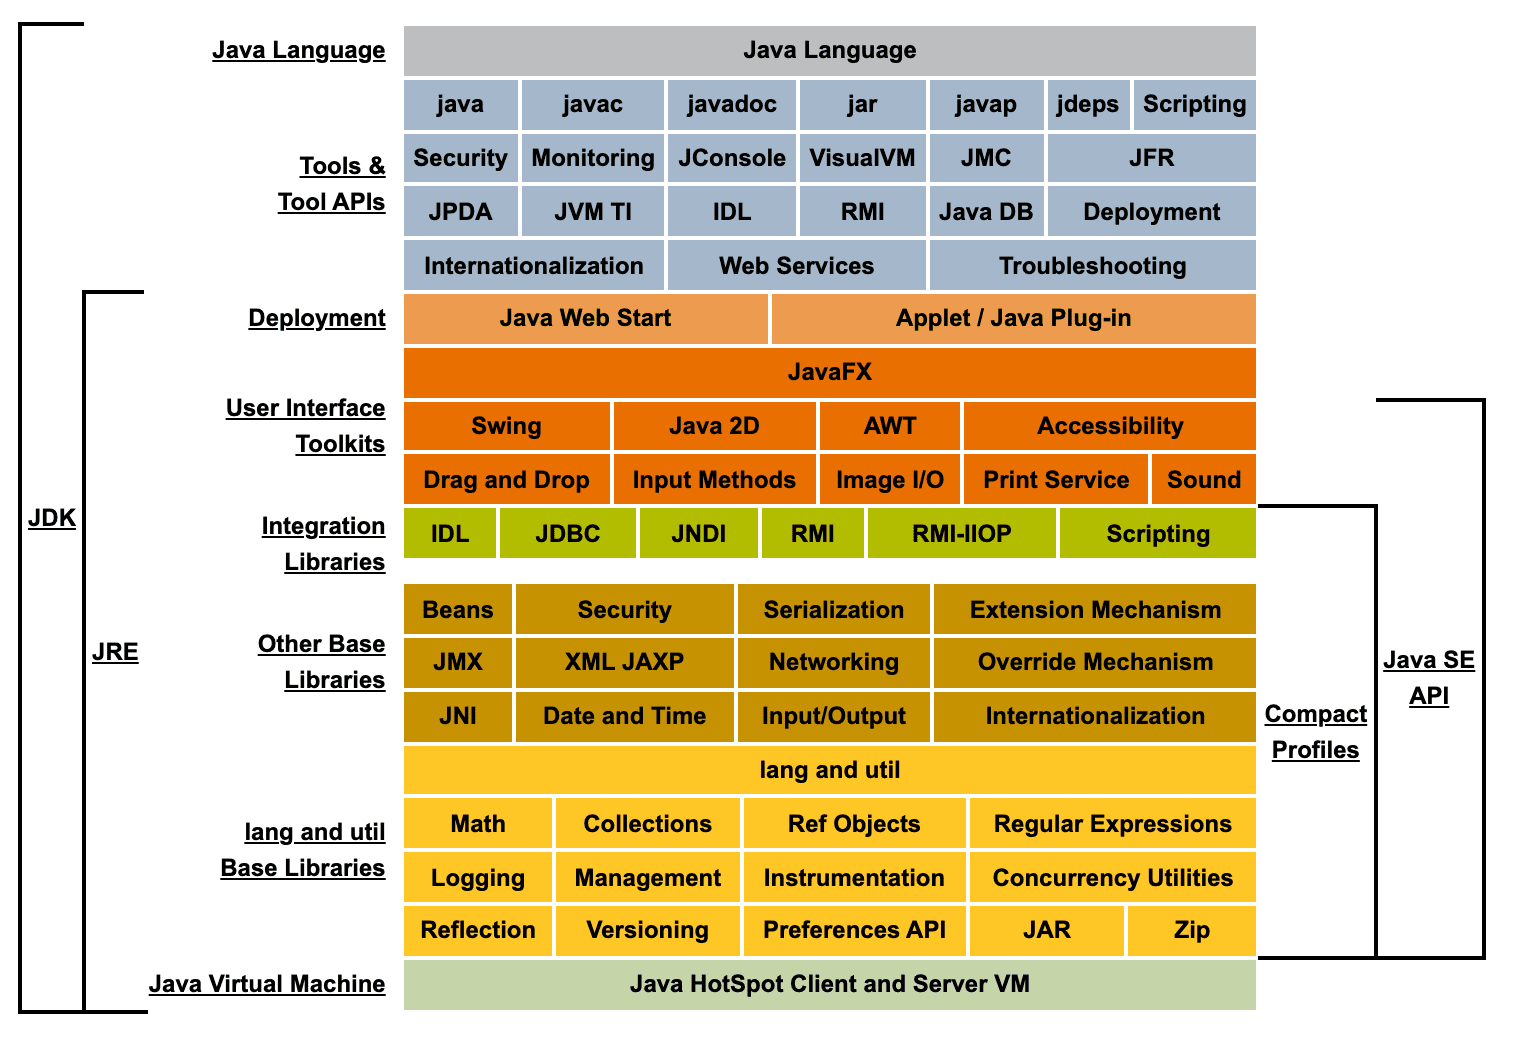 Java Language
Java Language
java javac javadoc jar javap jdeps Scripting
Tools &
Tool APIs
Security Monitoring JConsole VisualVM JMC JFR
JPDA JVM TI IDL RMI Java DB Deployment
Internationalization Web Services Troubleshooting
Deployment
Java Web Start Applet / Java Plug-in
JavaFX
User Interface
Toolkits
Swing Java 2D AWT Accessibility
Drag and Drop Input Methods Image I/O Print Service Sound
JDK
Integration
Libraries
IDL JDBC JNDI RMI RMI-IIOP Scripting
JRE
Other Base
Libraries
Beans Security Serialization Extension Mechanism
JMX XML JAXP Networking Override Mechanism
JNI Date and Time Input/Output Internationalization
Java SE
API
Compact
Profiles
lang and util
lang and util
Base Libraries
Math Collections Ref Objects Regular Expressions
Logging Management Instrumentation Concurrency Utilities
Reflection Versioning Preferences API JAR Zip
Java Virtual Machine
Java HotSpot Client and Server VM